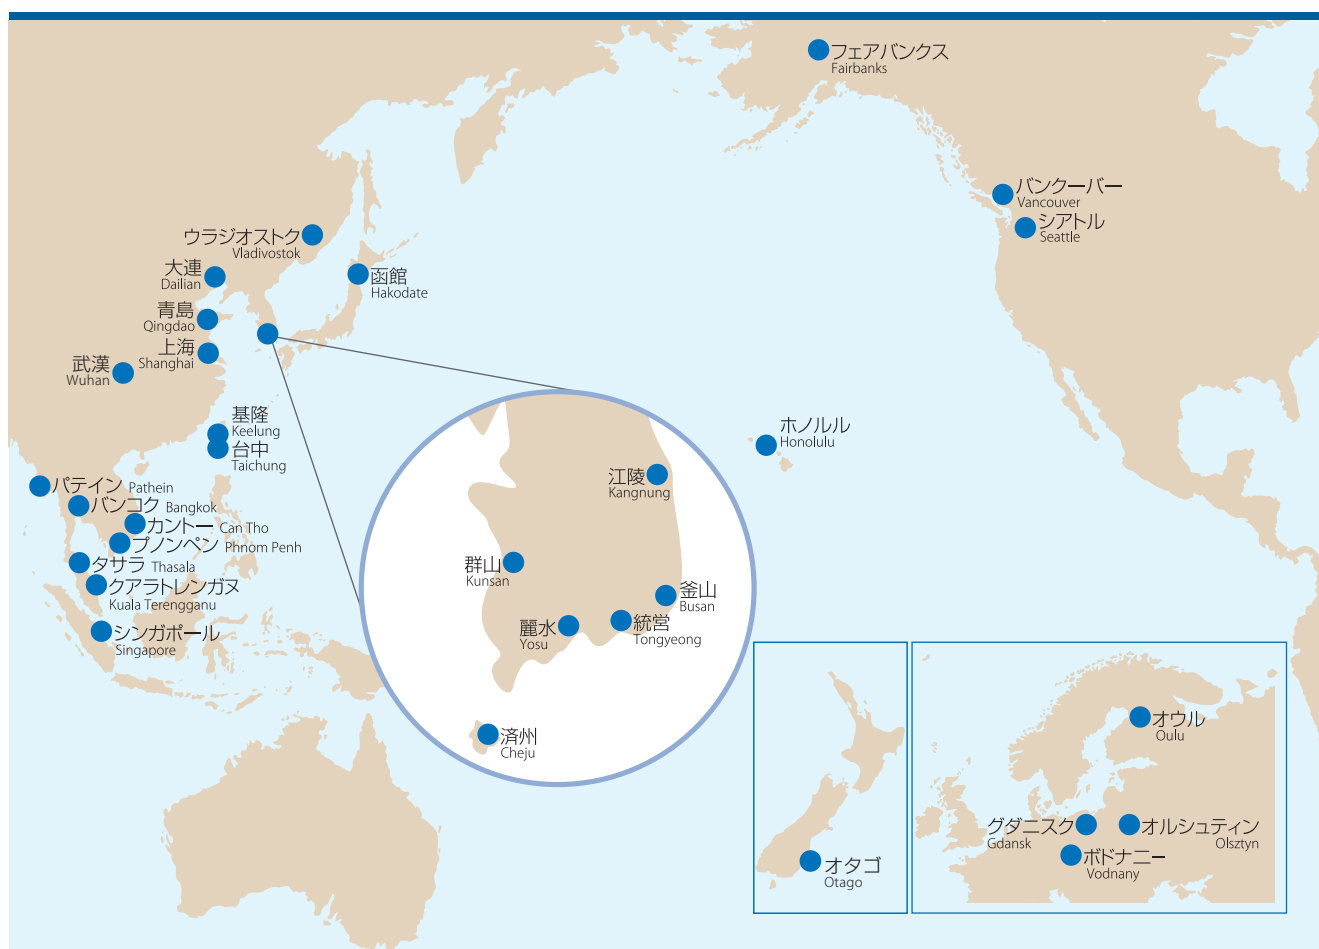 フェアバンクス
Fairbanks
バンクーバー
Vancouver
シアトル
Seattle
ウラジオストク
Vladivostok
大連
Dailian
函館
Hakodate
青島
Qingdao
上海
Shanghai
武漢
Wuhan
基隆
Keelung
台中
Taichung
ホノルル
Honolulu
パテイン Pathein
バンコク Bangkok
カントー Can Tho
プノンペン Phnom Penh
タサラ Thasala
クアラトレンガヌ
Kuala Terengganu
シンガポール
Singapore
江陵
Kangnung
群山
Kunsan
釜山
Busan
麗水
Yosu
統営
Tongyeong
済州
Cheju
オタゴ
Otago
オウル
Oulu
グダニスク
Gdansk
オルシュティン
Olsztyn
ボドナニー
Vodnany